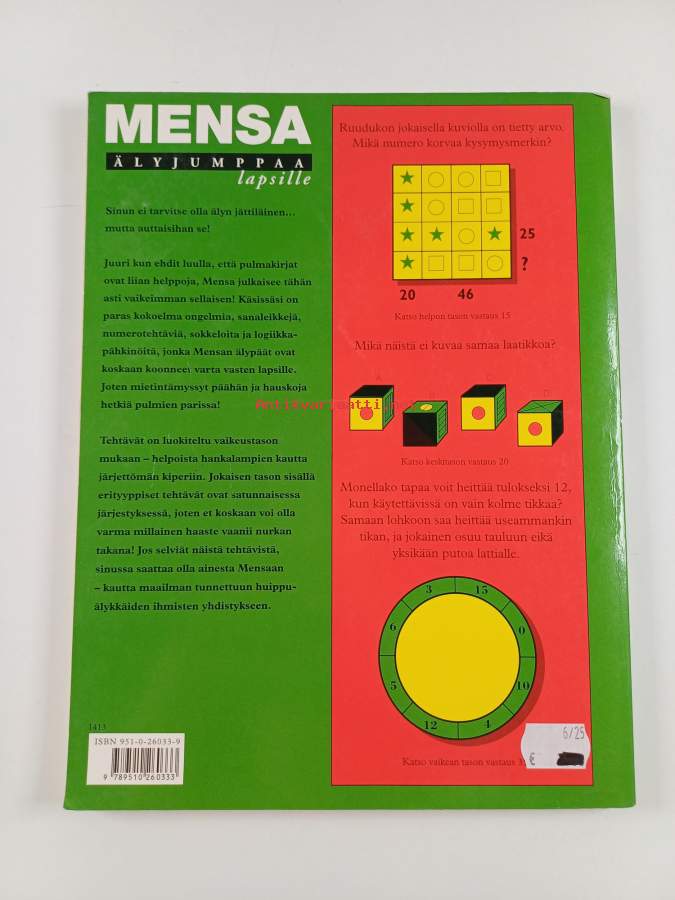 MENSA
ÄLYJUMPPAA
lapsille
Sinun ei tarvitse olla älyn jättiläinen...
mutta auttaisihan se!
Juuri kun ehdit luulla, että pulmakirjat
ovat liian helppoja, Mensa julkaisee tähän
asti vaikeimman sellaisen! Käsissäsi on
paras kokoelma ongelmia, sanaleikkejä,
numerotehtäviä, sokkeloita ja logiikka-
pähkinöitä, jonka Mensan älypäät ovat
koskaan koonneet varta vasten lapsille.
Joten mietintämyssyt päähän ja hauskoja
hetkiä pulmien parissa!
Tehtävät on luokiteltu vaikeustason
mukaan – helpoista hankalampien kautta
järjettömän kiperiin. Jokaisen tason sisällä
erityyppiset tehtävät ovat satunnaisessa
järjestyksessä, joten et koskaan voi olla
varma millainen haaste vaanii nurkan
takana! Jos selviät näistä tehtävistä,
sinussa saattaa olla ainesta Mensaan
– kautta maailman tunnettuun huippu-
älykkäiden ihmisten yhdistykseen.
1413
ISBN 951-0-26033-9
9 789510 260333
Ruudukon jokaisella kuviolla on tietty arvo.
Mikä numero korvaa kysymysmerkin?
25
?
20 46
Katso helpon tason vastaus 15
Mikä näistä ei kuvaa samaa laatikkoa?
Antikvariaatti.net
Katso keskitason vastaus 20
Monellako tapaa voit heittää tulokseksi 12,
kun käytettävissä on vain kolme tikkaa?
Samaan lohkoon saa heittää useammankin
tikan, ja jokainen osuu tauluun eikä
yksikään putoa lattialle.
3 15
6 0
5 10
12 4
Katso vaikean tason vastaus
6/25
€